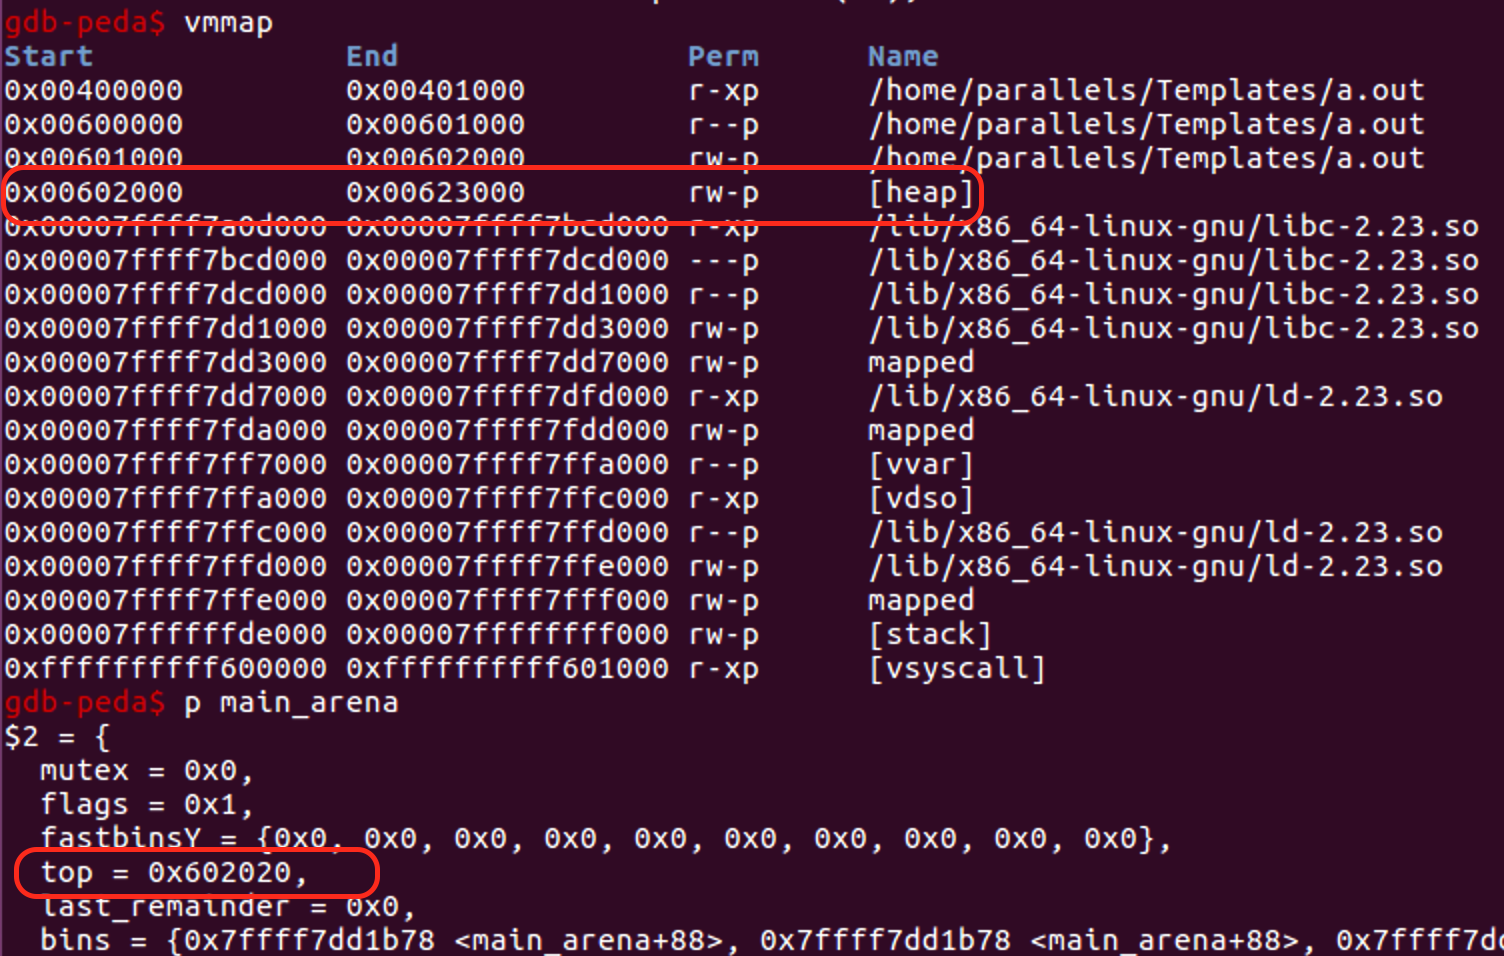 gdb-peda$ vmmap
Start End Perm Name
0x00400000 0x00401000 r-xp /home/parallels/Templates/a.out
0x00600000 0x00601000 r--p /home/parallels/Templates/a.out
0x00601000 0x00602000 rw-p /home/parallels/Templates/a.out
0x00602000 0x00623000 rw-p [heap]
0x00007ffff7a0d000 0x00007ffff7bcd000 r-xp /lib/x86_64-linux-gnu/libc-2.23.so
0x00007ffff7bcd000 0x00007ffff7dcd000 ---p /lib/x86_64-linux-gnu/libc-2.23.so
0x00007ffff7dcd000 0x00007ffff7dd1000 r--p /lib/x86_64-linux-gnu/libc-2.23.so
0x00007ffff7dd1000 0x00007ffff7dd3000 rw-p /lib/x86_64-linux-gnu/libc-2.23.so
0x00007ffff7dd3000 0x00007ffff7dd7000 rw-p mapped
0x00007ffff7dd7000 0x00007ffff7dfd000 r-xp /lib/x86_64-linux-gnu/ld-2.23.so
0x00007ffff7fda000 0x00007ffff7fdd000 rw-p mapped
0x00007ffff7ff7000 0x00007ffff7ffa000 r--p [vvar]
0x00007ffff7ffa000 0x00007ffff7ffc000 r-xp [vdso]
0x00007ffff7ffc000 0x00007ffff7ffd000 r--p /lib/x86_64-linux-gnu/ld-2.23.so
0x00007ffff7ffd000 0x00007ffff7ffe000 rw-p /lib/x86_64-linux-gnu/ld-2.23.so
0x00007ffff7ffe000 0x00007ffff7fff000 rw-p mapped
0x00007ffffffde000 0x00007ffffffff000 rw-p [stack]
0xffffffffff600000 0xffffffffff601000 r-xp [vsyscall]
gdb-peda$ p main_arena
$2 = {
mutex = 0x0,
flags = 0x1,
fastbinsY = {0x0, 0x0, 0x0, 0x0, 0x0, 0x0, 0x0, 0x0, 0x0, 0x0},
top = 0x602020,
last_remainder = 0x0,
bins = {0x7ffff7dd1b78 <main_arena+88>, 0x7ffff7dd1b78 <main_arena+88>, 0x7ffff7d